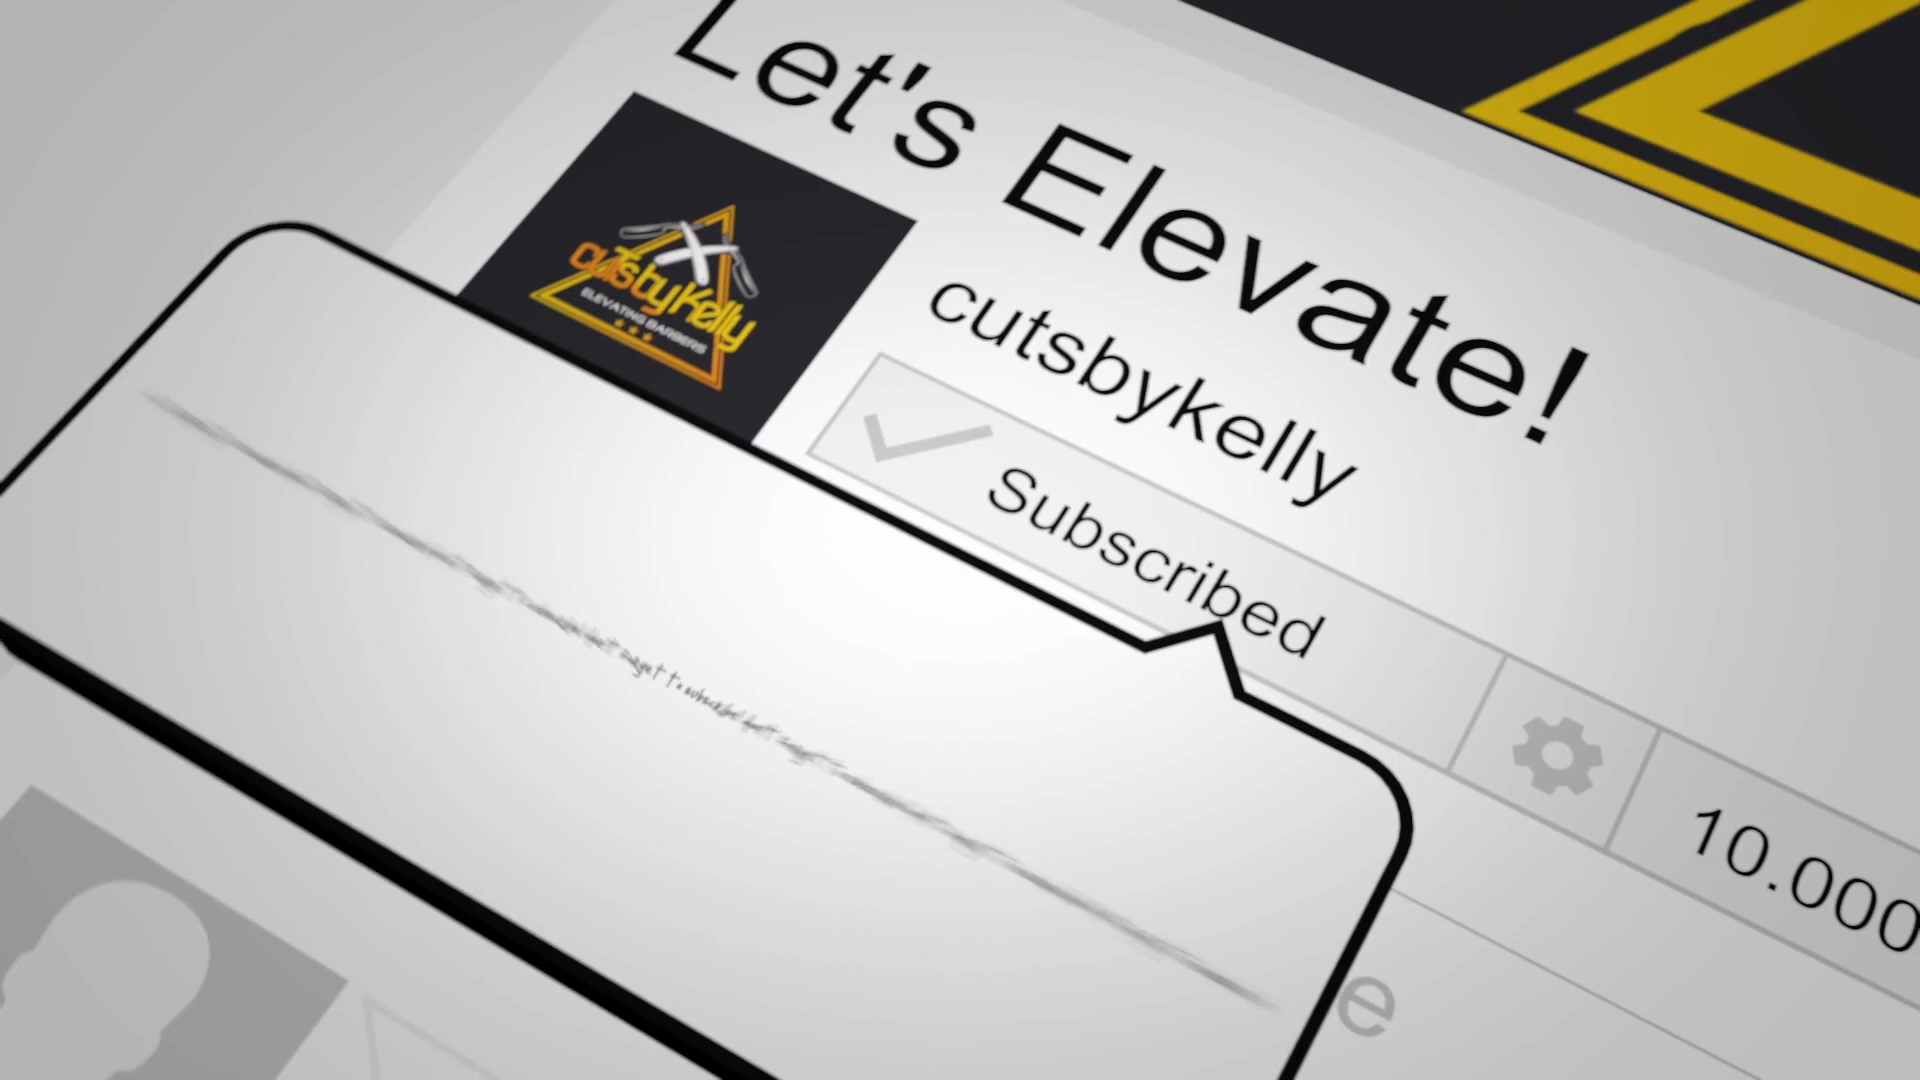 Let's Elevate!
cutsbykelly
ELEVATING BARBERS
cutsbykelly
Subscribed
10.000
e